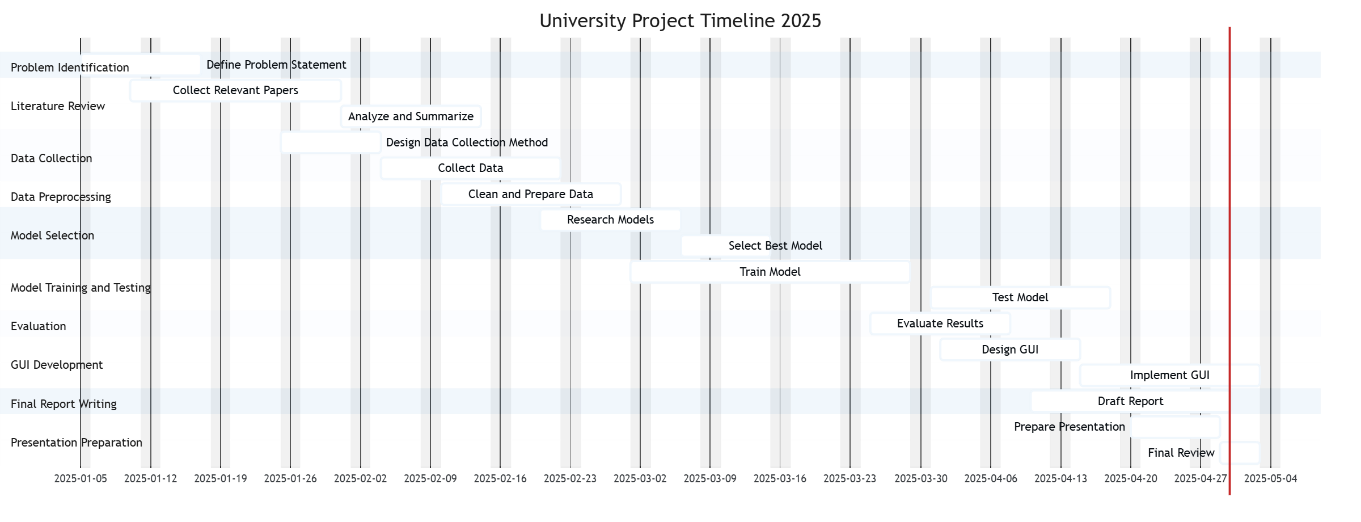 University Project Timeline 2025
Problem Identification
Define Problem Statement
Literature Review
Collect Relevant Papers
Analyze and Summarize
Data Collection
Design Data Collection Method
Collect Data
Data Preprocessing
Clean and Prepare Data
Model Selection
Research Models
Select Best Model
Model Training and Testing
Train Model
Test Model
Evaluation
Evaluate Results
GUI Development
Design GUI
Implement GUI
Final Report Writing
Draft Report
Presentation Preparation
Prepare Presentation
Final Review
2025-01-05
2025-01-12
2025-01-19
2025-01-26
2025-02-02
2025-02-09
2025-02-16
2025-02-23
2025-03-02
2025-03-09
2025-03-16
2025-03-23
2025-03-30
2025-04-06
2025-04-13
2025-04-20
2025-04-27
2025-05-04